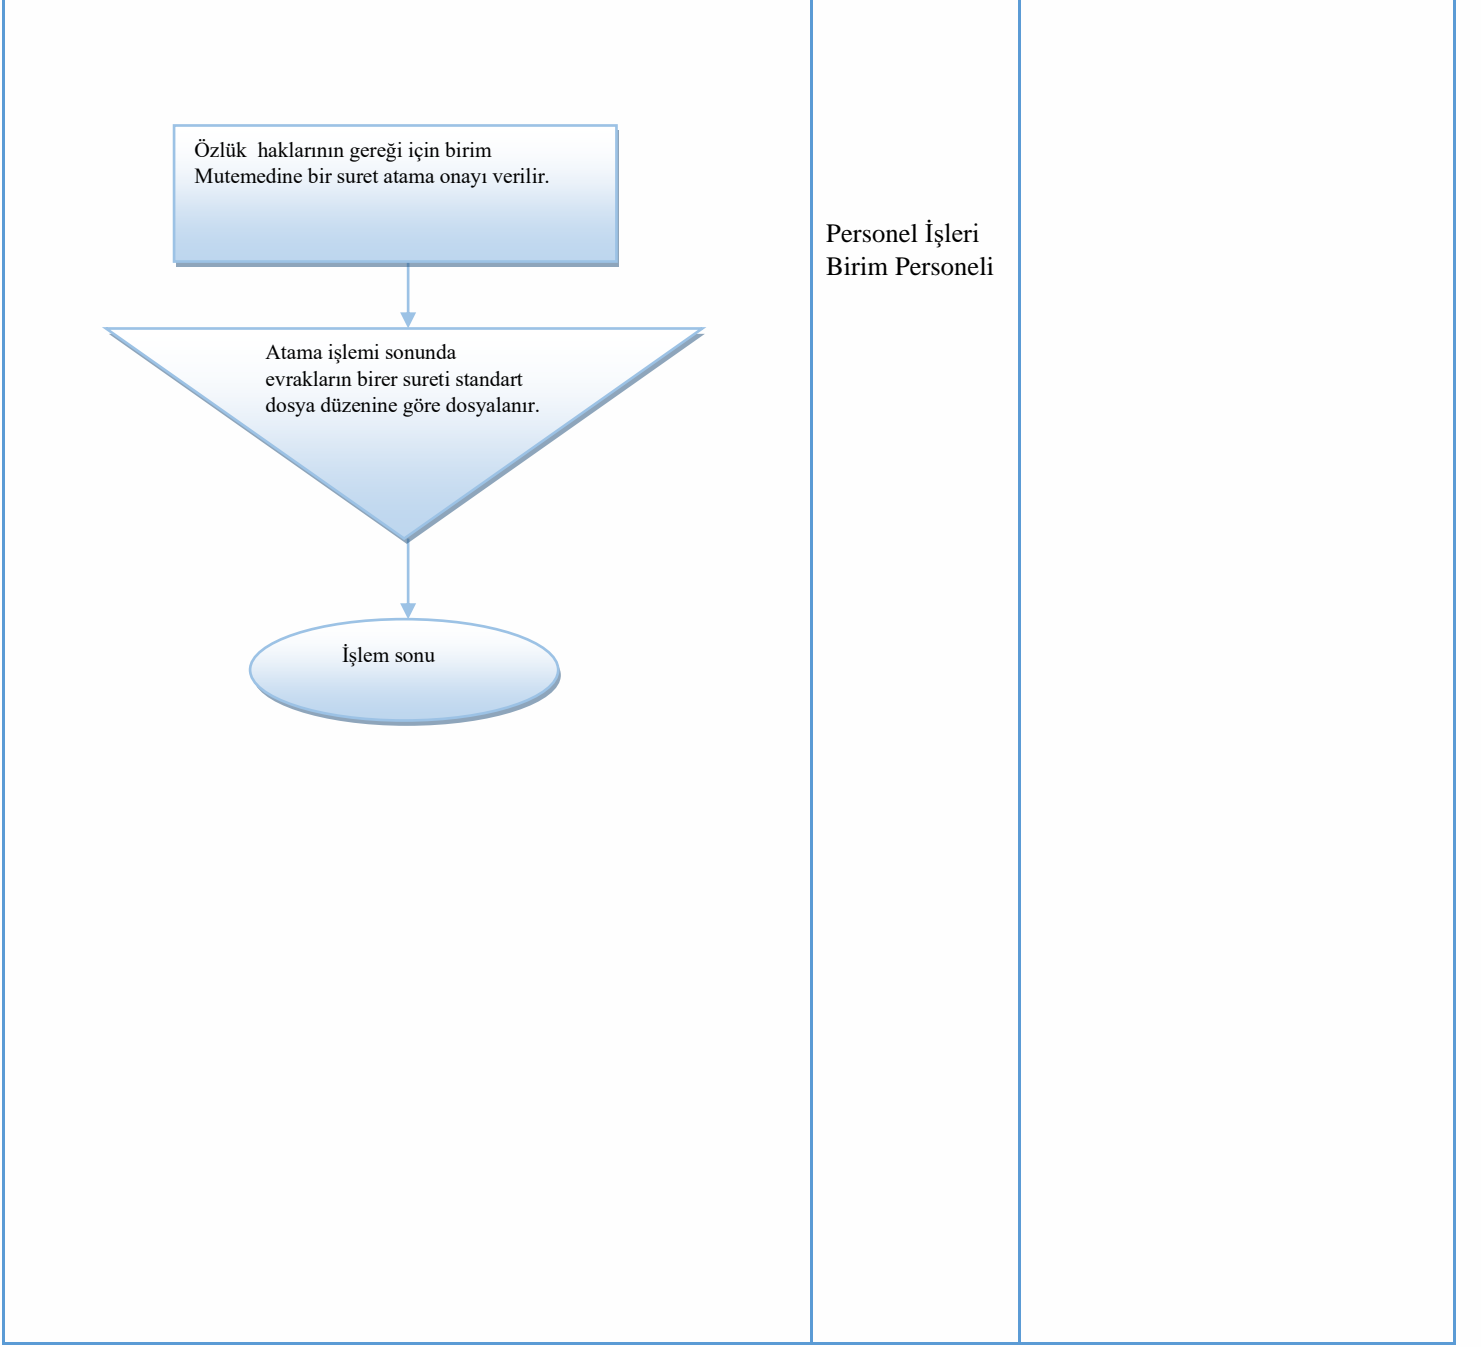 Özlük  haklarının gereği için birim
Mutemedine bir suret atama onayı verilir.
Personel İşleri
Birim Personeli
Atama işlemi sonunda
evrakların birer sureti standart
dosya düzenine göre dosyalanır.
İşlem sonu